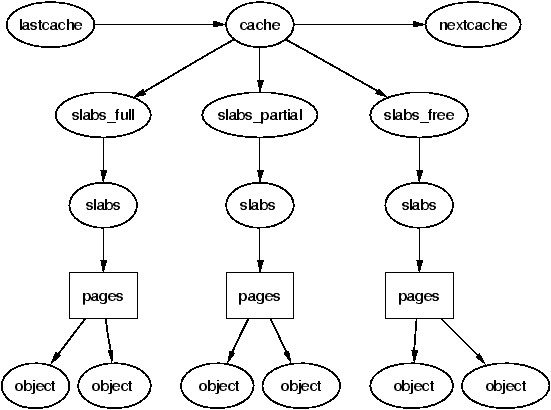 lastcache
cache
nextcache
slabs_full
slabs_partial
slabs_free
slabs
slabs
slabs
pages
pages
pages
object
object
object
object
object
object